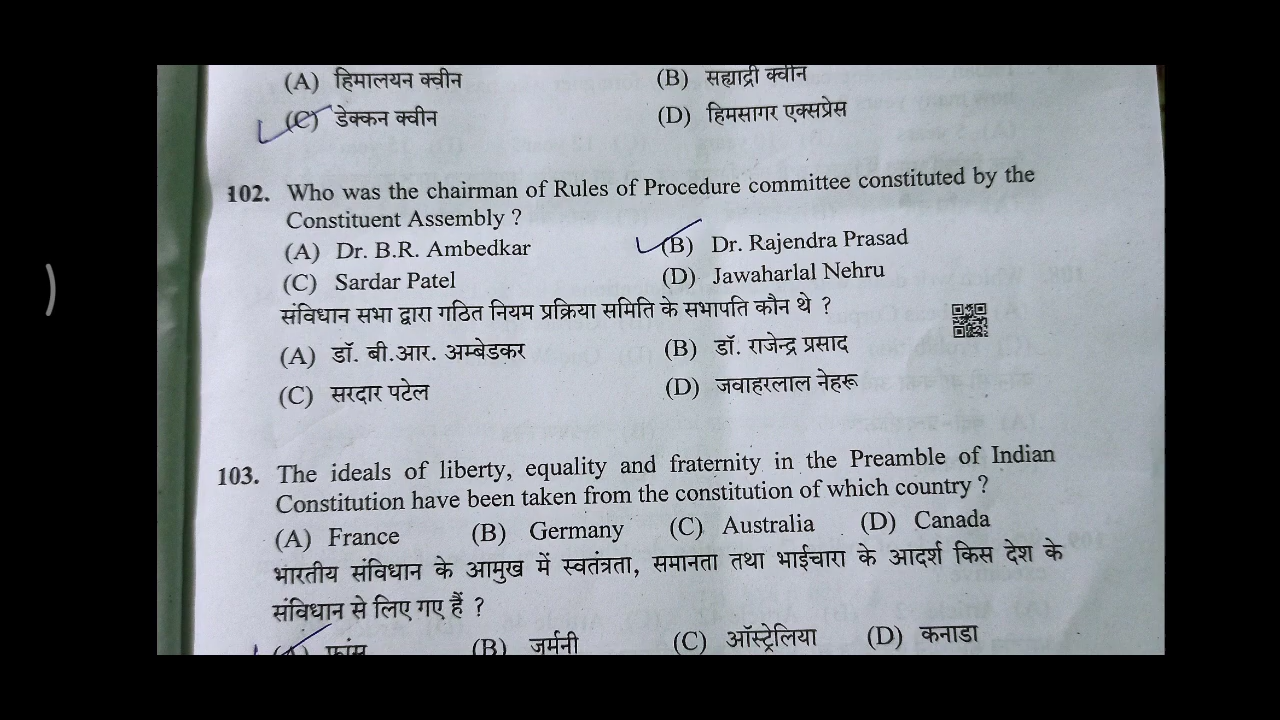 (A) हिमालयन क्वीन (B) सह्याद्री क्वीन
(C) डेक्कन क्वीन (D) हिमसागर एक्सप्रेस
102. Who was the chairman of Rules of Procedure committee constituted by the
Constituent Assembly ?
(A) Dr. B.R. Ambedkar (B) Dr. Rajendra Prasad
(C) Sardar Patel (D) Jawaharlal Nehru
संविधान सभा द्वारा गठित नियम प्रक्रिया समिति के सभापति कौन थे ?
(A) डॉ. बी.आर. अम्बेडकर (B) डॉ. राजेन्द्र प्रसाद
(C) सरदार पटेल (D) जवाहरलाल नेहरू
103. The ideals of liberty, equality and fraternity in the Preamble of Indian
Constitution have been taken from the constitution of which country ?
(A) France (B) Germany (C) Australia (D) Canada
भारतीय संविधान के आमुख में स्वतंत्रता, समानता तथा भाईचारा के आदर्श किस देश के
संविधान से लिए गए हैं ?
(A) फ्रांस (B) जर्मनी (C) ऑस्ट्रेलिया (D) कनाडा